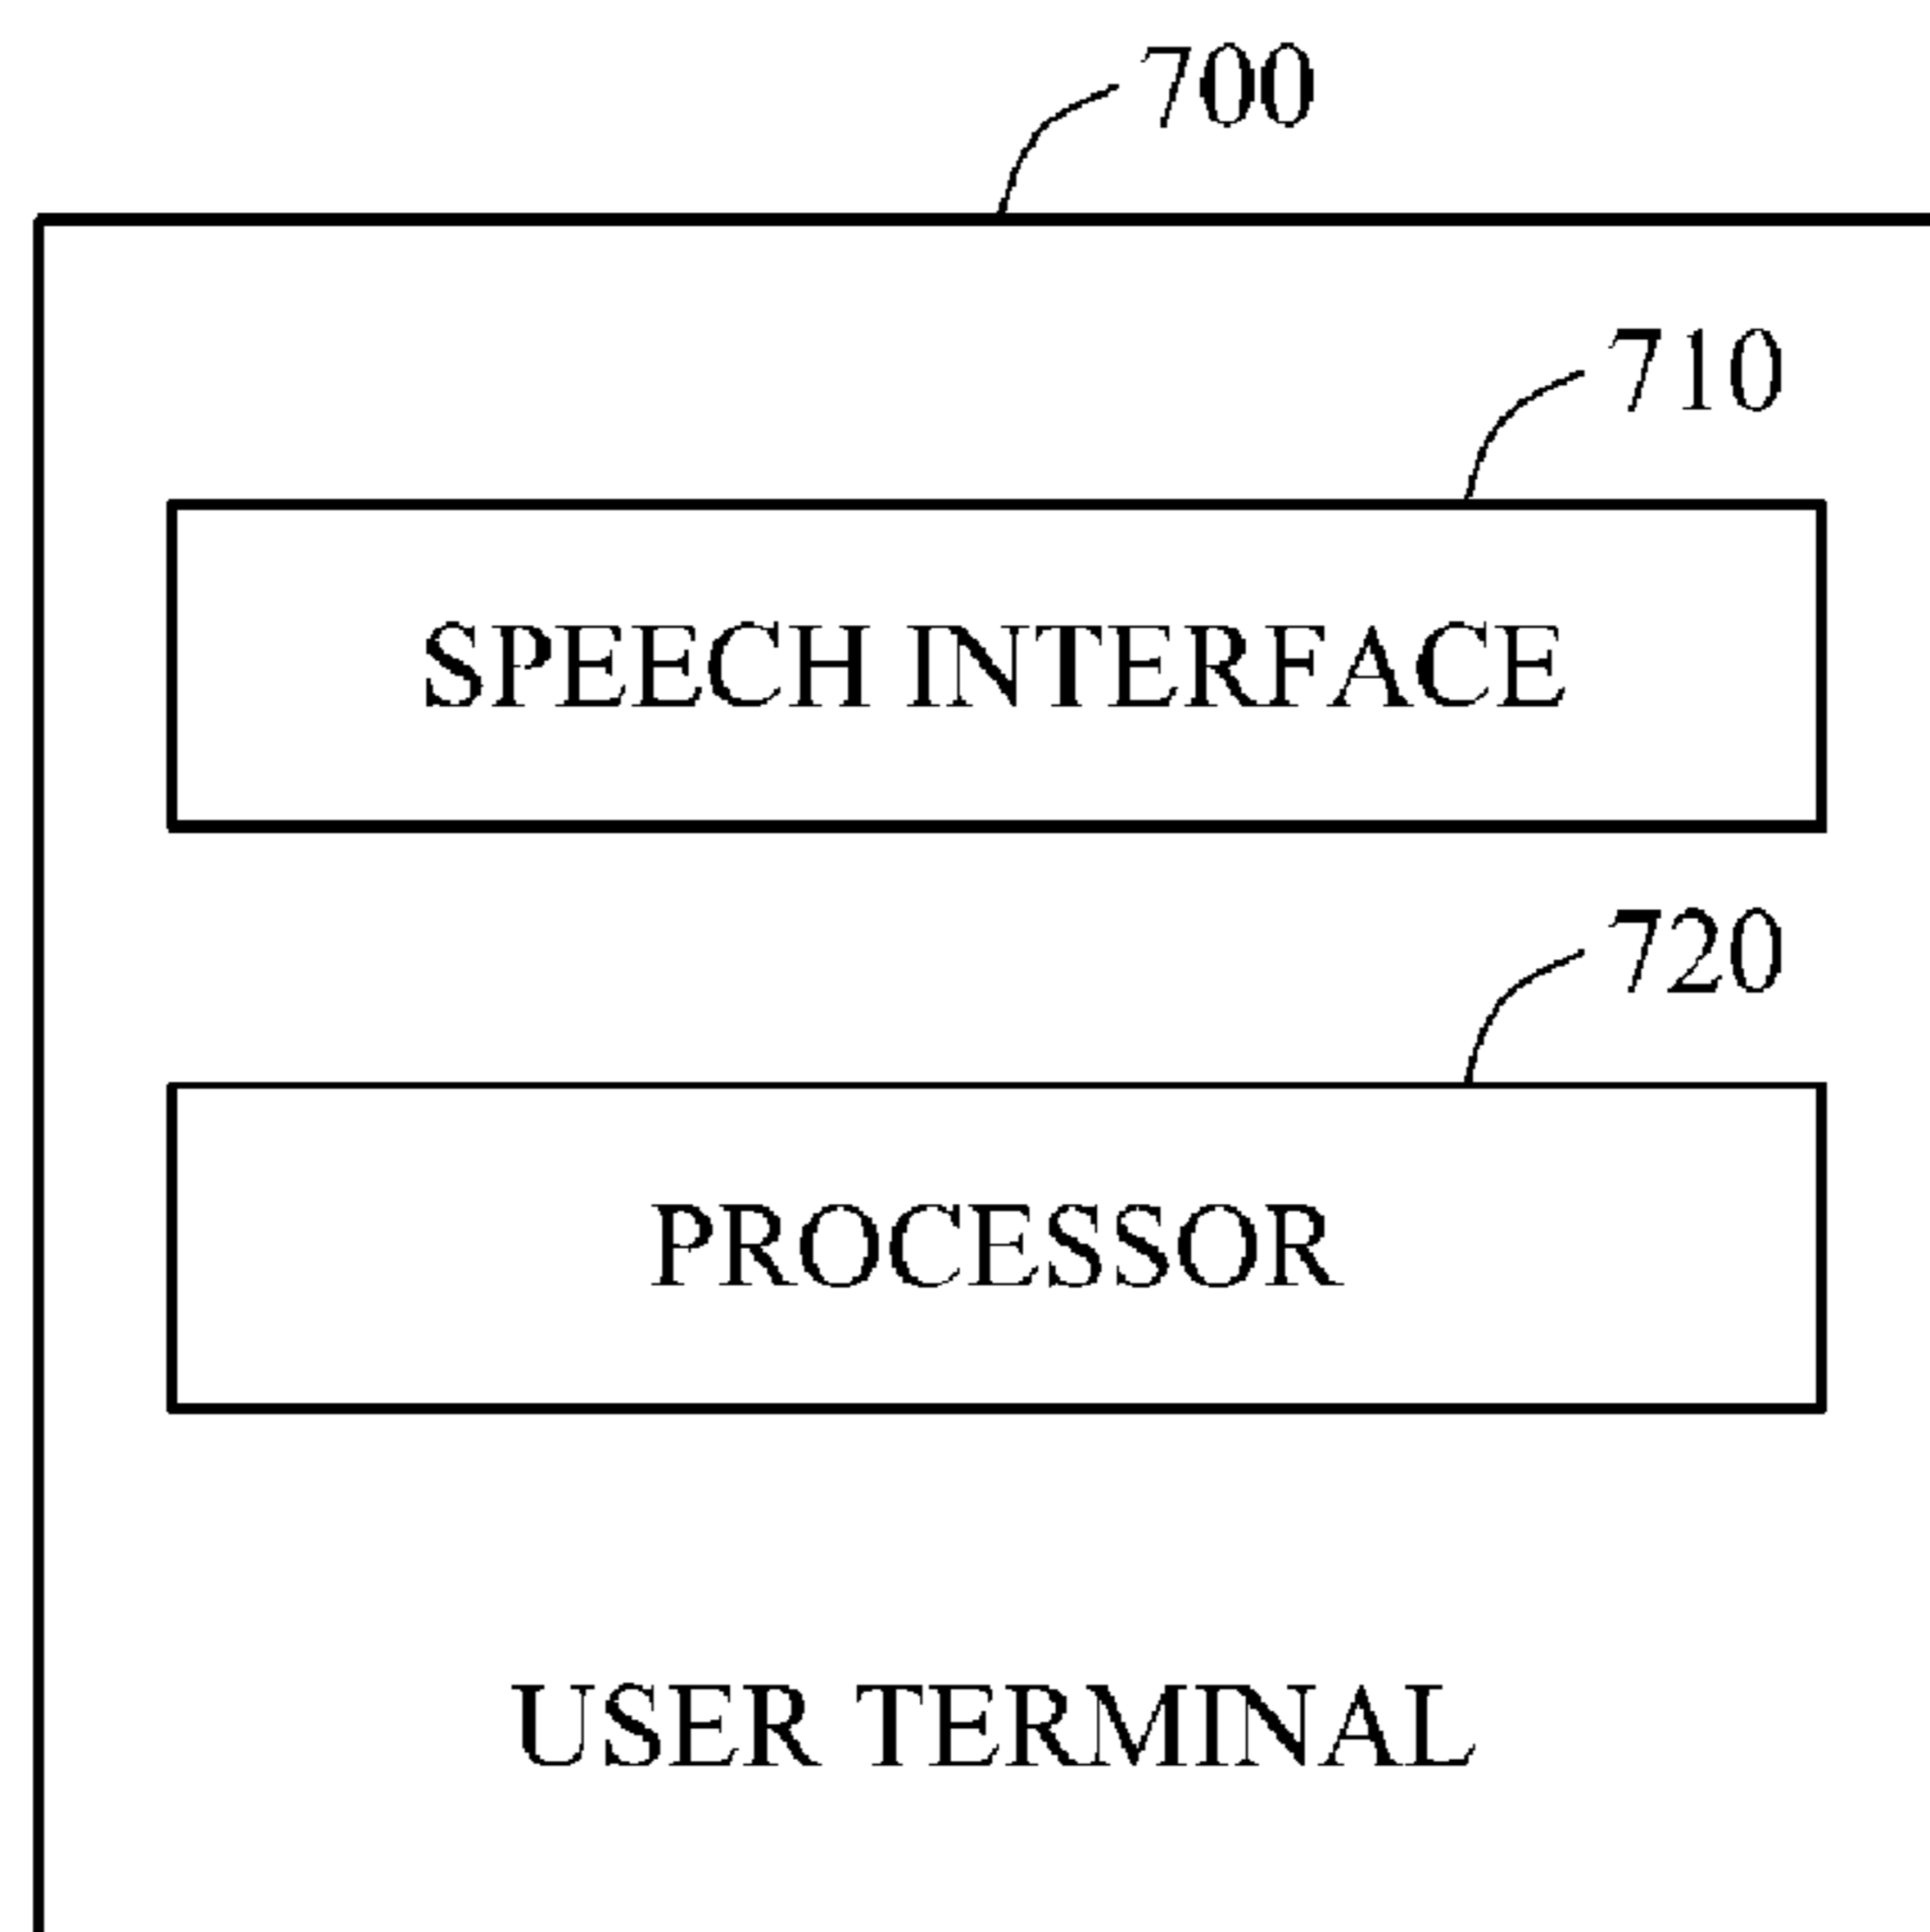 700
710
SPEECH INTERFACE
720
PROCESSOR
USER TERMINAL